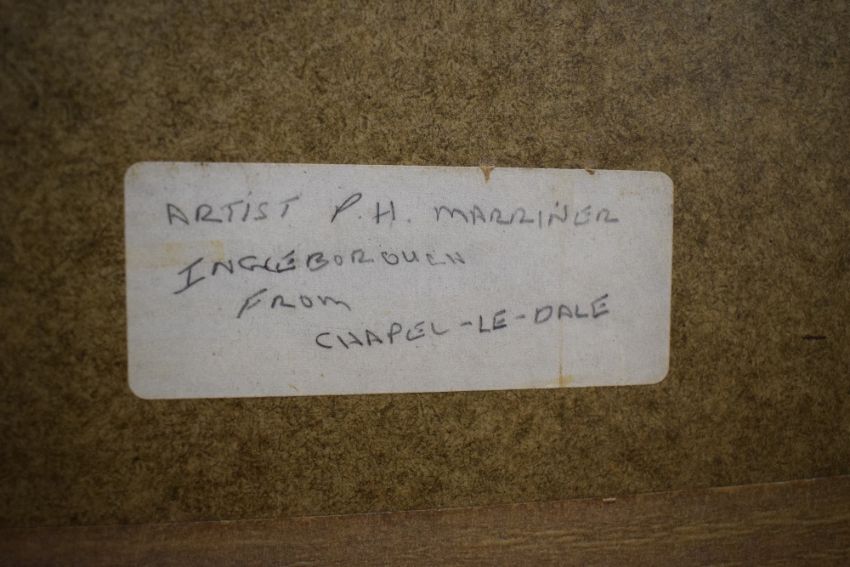 ARTIST P.H. MARRINER
INGLEBOROUGH
FROM
CHAPEL-LE-DALE